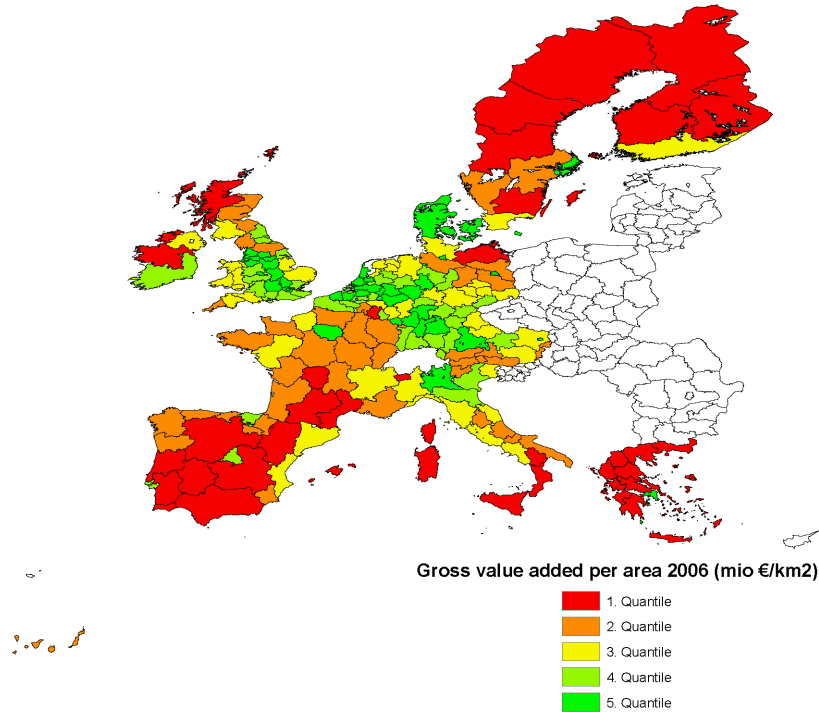 Gross value added per area 2006 (mio €/km2)
1. Quantile
2. Quantile
3. Quantile
4. Quantile
5. Quantile